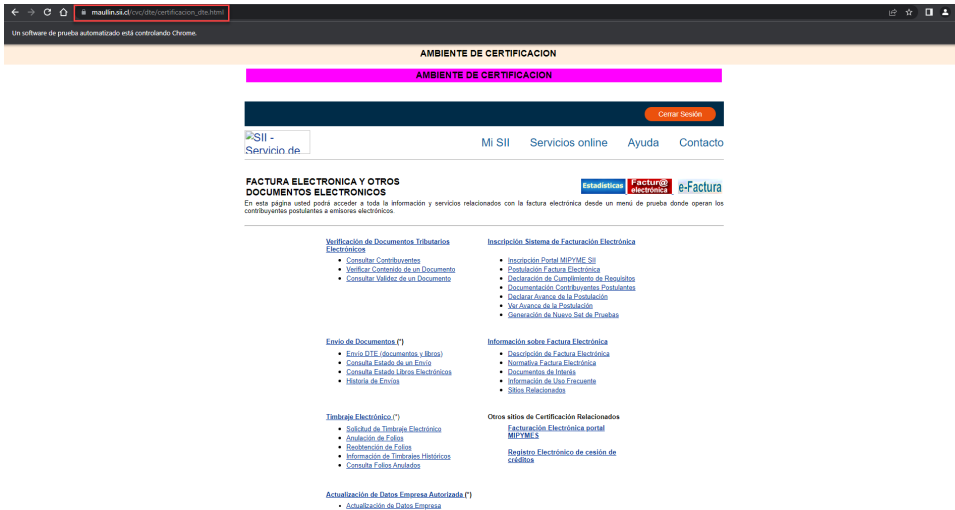 maullin.sii.cl/cvc/dte/certificacion_dte.html
Un software de prueba automatizado está controlando Chrome.
AMBIENTE DE CERTIFICACION
AMBIENTE DE CERTIFICACION
Cerrar Sesión
SII -
Servicio de
Mi SII Servicios online Ayuda Contacto
FACTURA ELECTRONICA Y OTROS
DOCUMENTOS ELECTRONICOS
Estadísticas Factur@ electrónica e-Factura
En esta página usted podrá acceder a toda la información y servicios relacionados con la factura electrónica desde un menú de prueba donde operan los
contribuyentes postulantes a emisores electrónicos.
Verificación de Documentos Tributarios
Electrónicos
Consultar Contribuyentes
Verificar Contenido de un Documento
Consultar Validez de un Documento
Inscripción Sistema de Facturación Electrónica
Inscripción Portal MIPYME SII
Postulación Factura Electrónica
Declaración de Cumplimiento de Requisitos
Documentación Contribuyentes Postulantes
Declarar Avance de la Postulación
Ver Avance de la Postulación
Generación de Nuevo Set de Pruebas
Envío de Documentos (*)
Envío DTE (documentos y libros)
Consulta Estado de un Envío
Consulta Estado Libros Electrónicos
Historia de Envíos
Información sobre Factura Electrónica
Descripción de Factura Electrónica
Normativa Factura Electrónica
Documentos de Interés
Información de Uso Frecuente
Sitios Relacionados
Timbraje Electrónico (*)
Solicitud de Timbraje Electrónico
Anulación de Folios
Reobtención de Folios
Información de Timbrajes Históricos
Consulta Folios Anulados
Otros sitios de Certificación Relacionados
Facturación Electrónica portal
MIPYMES
Registro Electrónico de cesión de
créditos
Actualización de Datos Empresa Autorizada (*)
Actualización de Datos Empresa